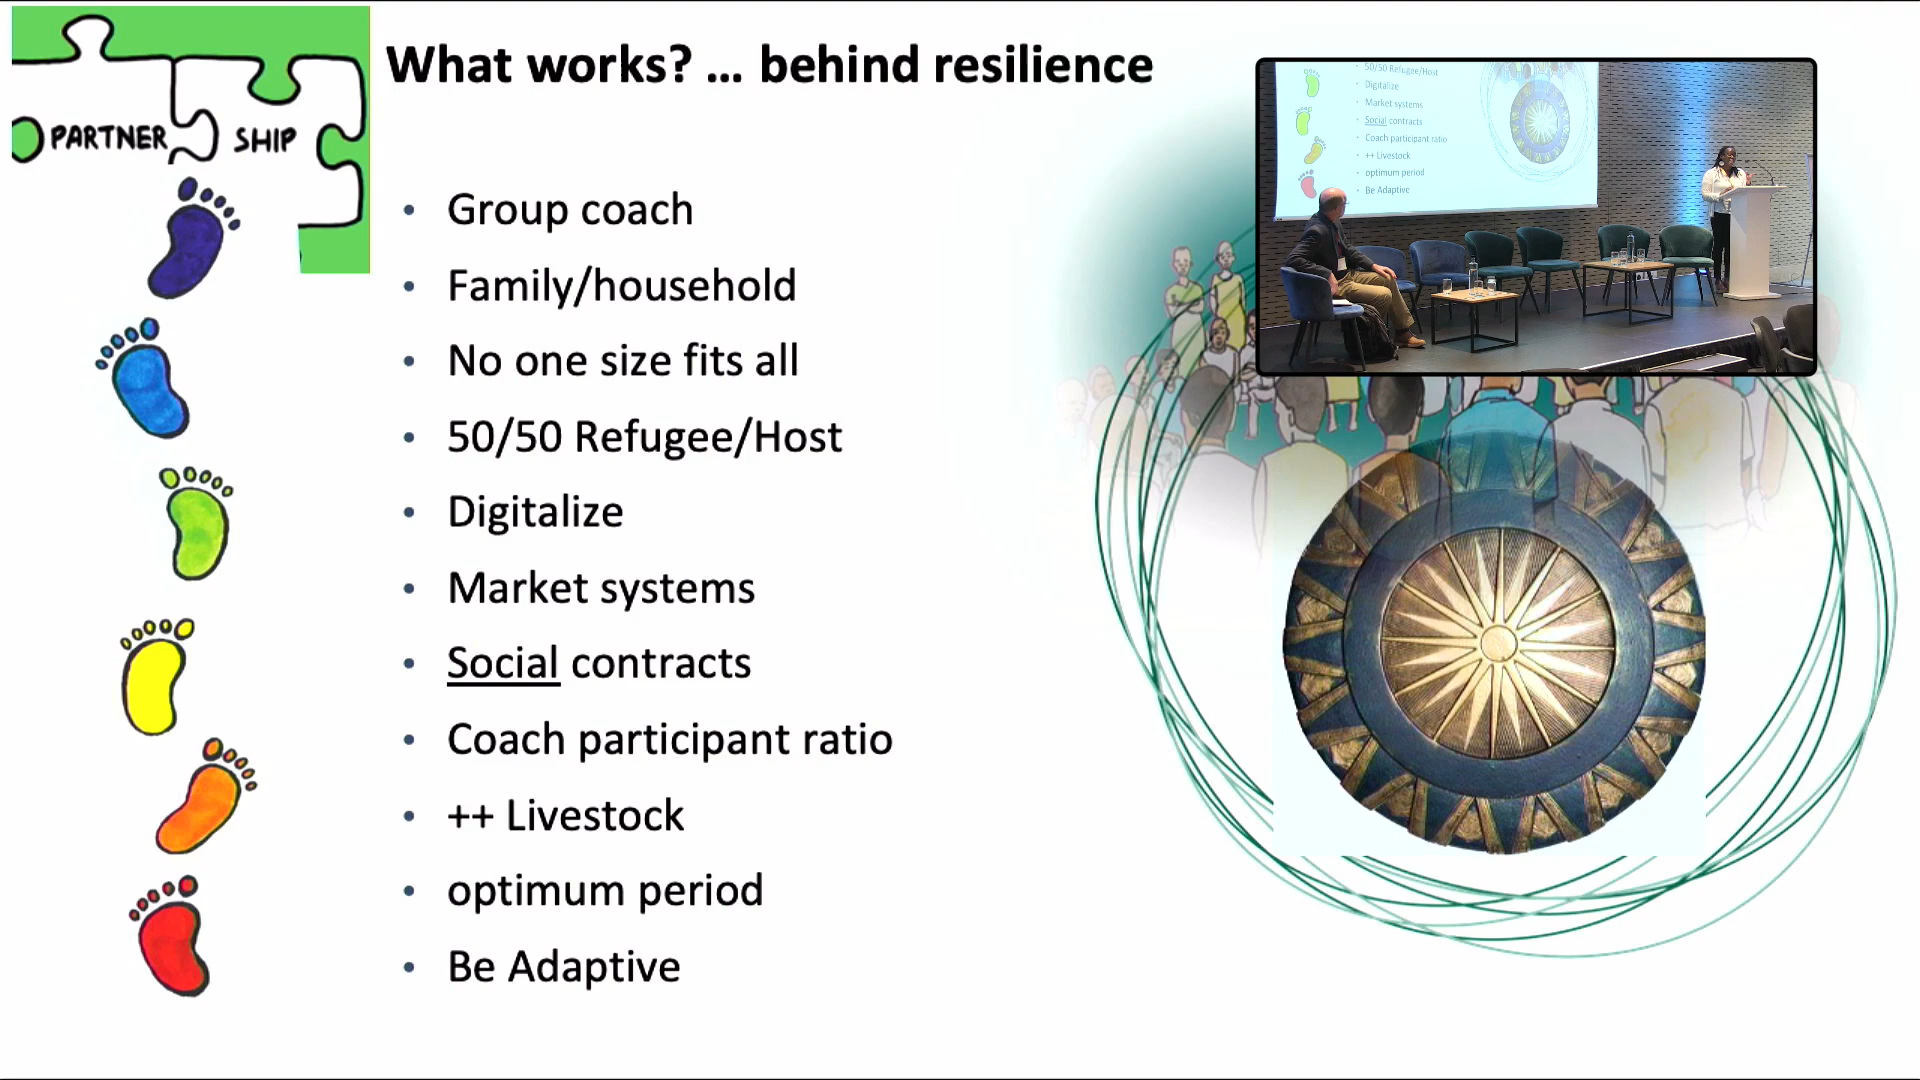 PARTNER SHIP
What works? ... behind resilience
• Group coach
• Family/household
• No one size fits all
• 50/50 Refugee/Host
• Digitalize
• Market systems
• Social contracts
• Coach participant ratio
• ++ Livestock
• optimum period
• Be Adaptive
50/50 Refugee/Host
• Digitalize
• Market systems
• Social contracts
• Coach participant ratio
• ++ Livestock
• optimum period
• Be Adaptive